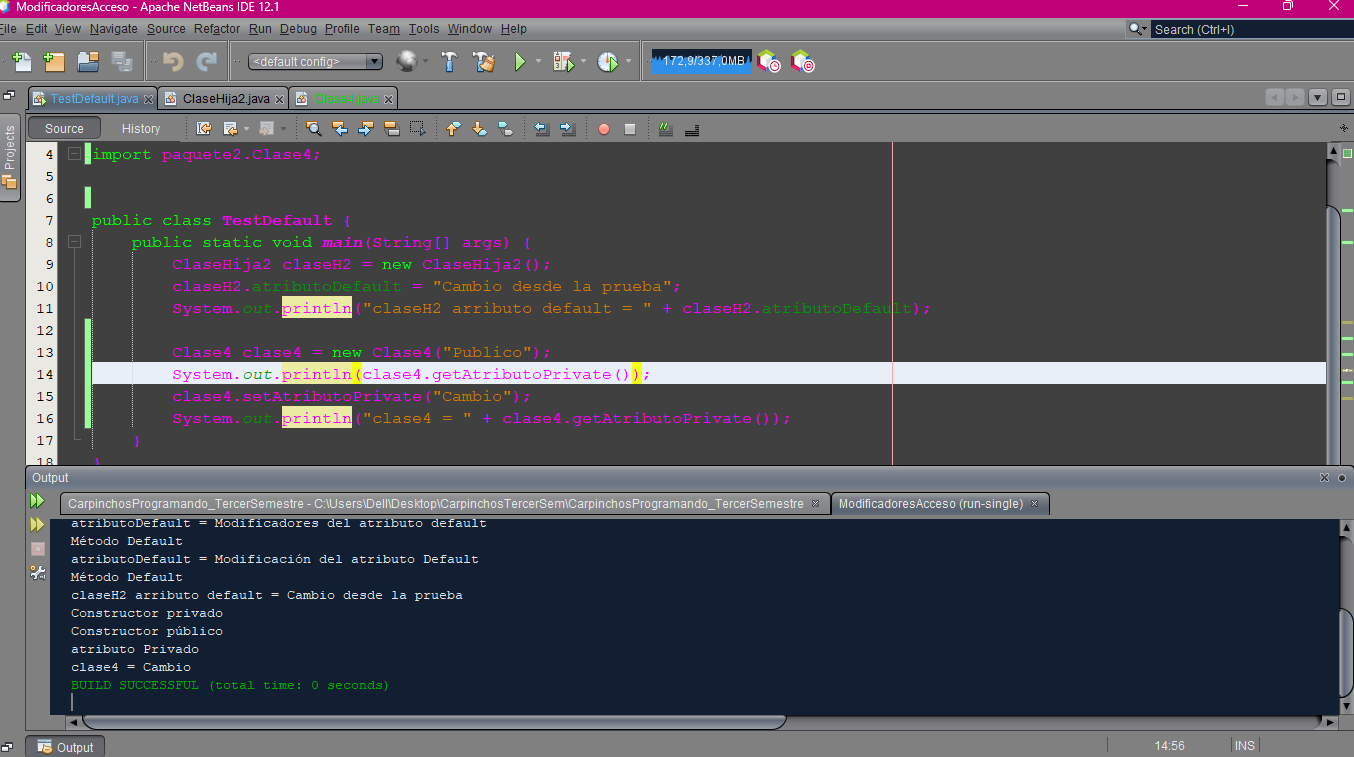 ModificadoresAcceso - Apache NetBeans IDE 12.1
File Edit View Navigate Source Refactor Run Debug Profile Team Tools Window Help
Search (Ctrl+I)
<default config>
172,9/337,0MB
TestDefault.java ClaseHija2.java Clase4.java
Projects
Source History
4 import paquete2.Clase4;
5
6
7 public class TestDefault {
8 public static void main(String[] args) {
9 ClaseHija2 claseH2 = new ClaseHija2();
10 claseH2.atributoDefault = "Cambio desde la prueba";
11 System.out.println("claseH2 arributo default = " + claseH2.atributoDefault);
12
13 Clase4 clase4 = new Clase4("Publico");
14 System.out.println(clase4.getAtributoPrivate());
15 clase4.setAtributoPrivate("Cambio");
16 System.out.println("clase4 = " + clase4.getAtributoPrivate());
17 }
18 }
Output
CarpinchosProgramando_TercerSemestre - C:\Users\Dell\Desktop\CarpinchosTercerSem\CarpinchosProgramando_TercerSemestre ModificadoresAcceso (run-single)
atributoDefault = Modificadores del atributo default
Método Default
atributoDefault = Modificación del atributo Default
Método Default
claseH2 arributo default = Cambio desde la prueba
Constructor privado
Constructor público
atributo Privado
clase4 = Cambio
BUILD SUCCESSFUL (total time: 0 seconds)
Output
14:56 INS